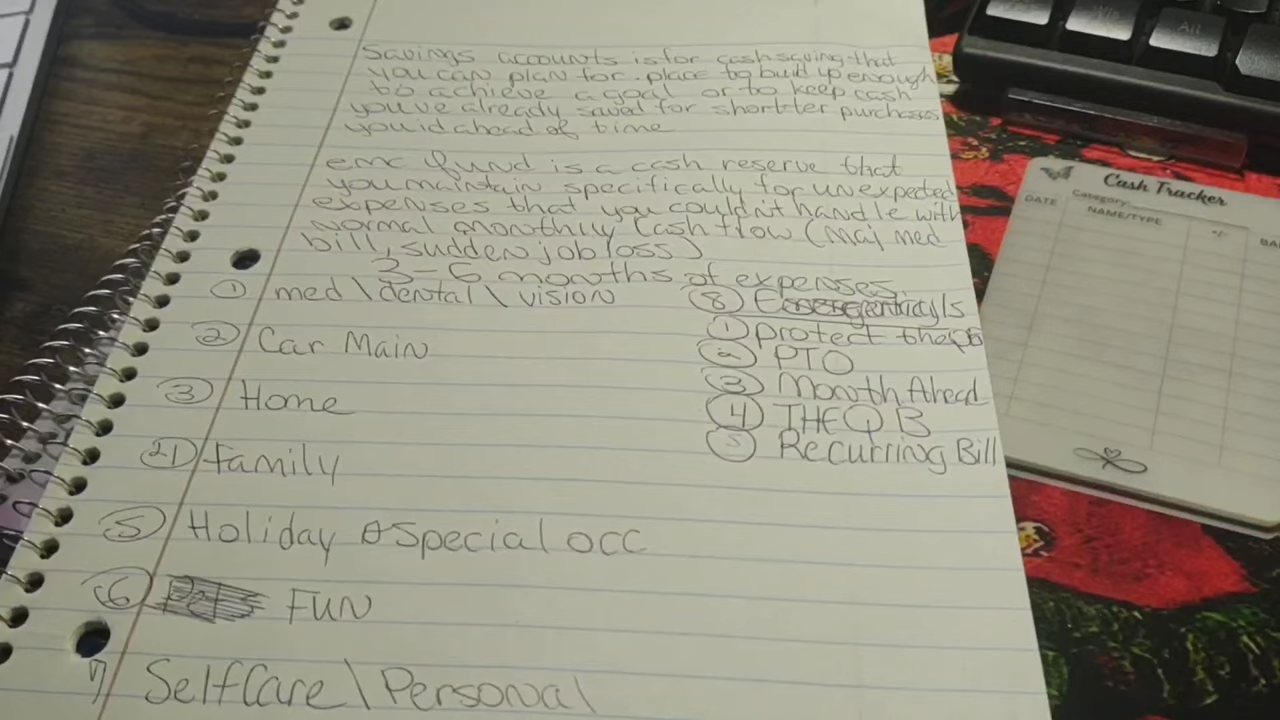 Savings accounts is for cash saving that
you can plan for. place to build up enough
to achieve a goal or to keep cash
you've already saved for shortter purchases
you'd ahead of time
emc fund is a cash reserve that
you maintain specifically for unexpected
expenses that you couldn't handle with
normal monthly cash flow (Maj med
bill, sudden job loss)
3-6 months of expenses
① med\dental\vision
② Car Main
③ Home
④ family
⑤ Holiday & Special occ
⑥ FUN
7) SelfCare\Personal
⑧
① protect the
② PTO
③ Month Ahead
④ THE QB
⑤ Recurring Bill
Alt
Cash Tracker
Category
DATE
NAME/TYPE
+/-